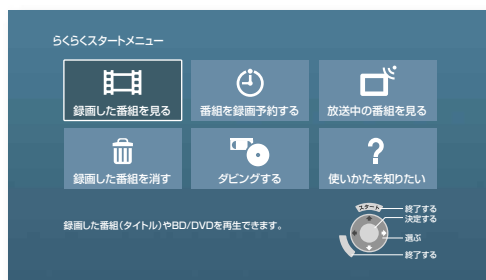 らくらくスタートメニュー
録画した番組を見る
番組を録画予約する
放送中の番組を見る
録画した番組を消す
ダビングする
使いかたを知りたい
録画した番組(タイトル)やBD/DVDを再生できます。
スタート
終了する
決定する
選ぶ
終了する